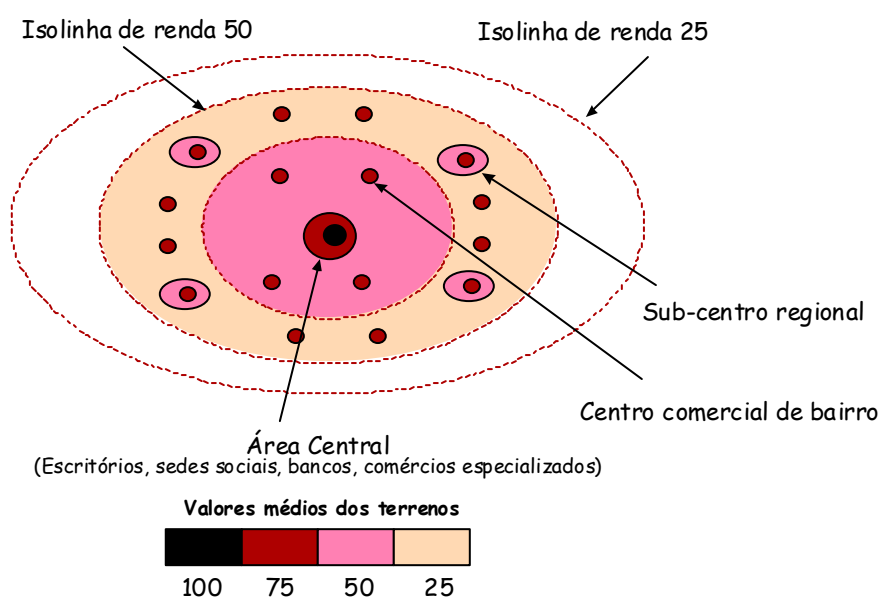 Isolinha de renda 50
Isolinha de renda 25
Sub-centro regional
Centro comercial de bairro
Área Central
(Escritórios, sedes sociais, bancos, comércios especializados)
Valores médios dos terrenos
100 75 50 25